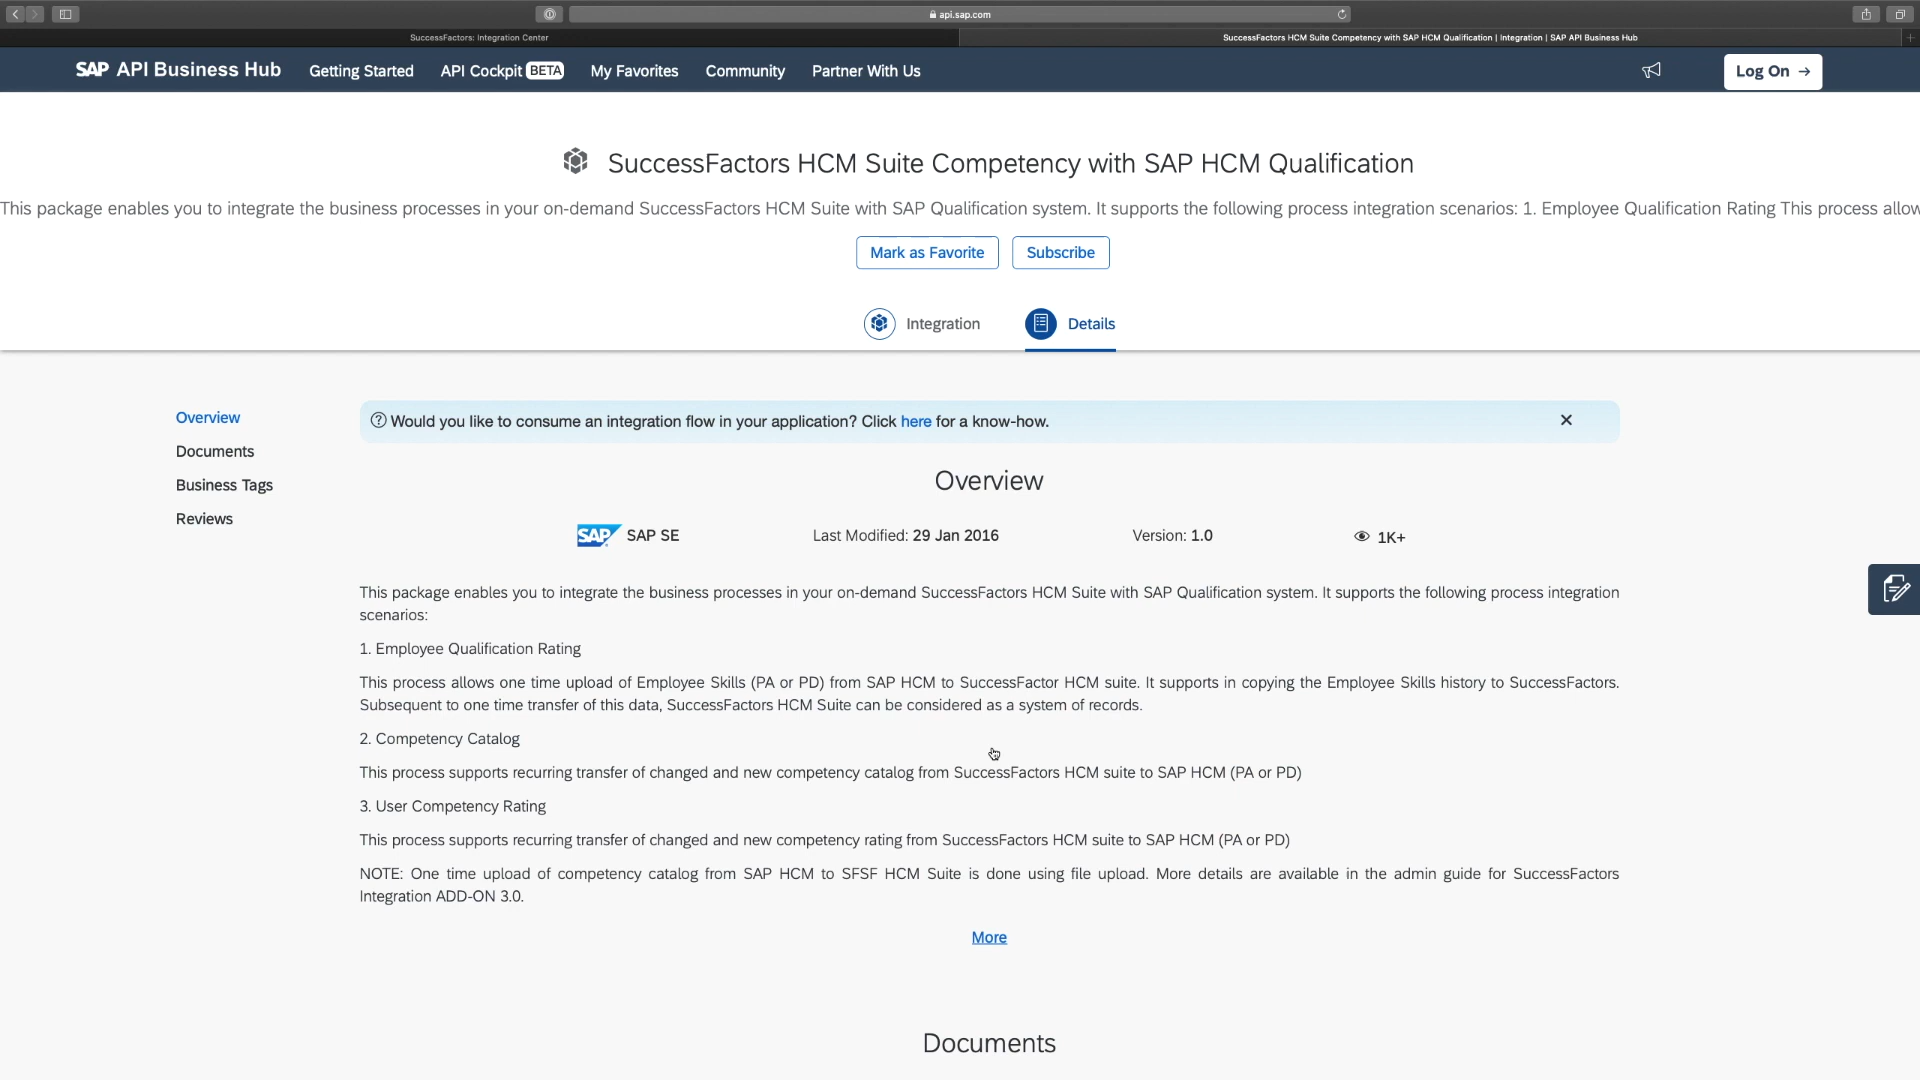 api.sap.com
SuccessFactors: Integration Center
SuccessFactors HCM Suite Competency with SAP HCM Qualification | Integration | SAP API Business Hub
SAP API Business Hub
Getting Started
API Cockpit BETA
My Favorites
Community
Partner With Us
Log On →
SuccessFactors HCM Suite Competency with SAP HCM Qualification
This package enables you to integrate the business processes in your on-demand SuccessFactors HCM Suite with SAP Qualification system. It supports the following process integration scenarios: 1. Employee Qualification Rating This process allow
Mark as Favorite
Subscribe
Integration
Details
Overview
Documents
Business Tags
Reviews
Would you like to consume an integration flow in your application? Click here for a know-how.
Overview
SAP SAP SE
Last Modified: 29 Jan 2016
Version: 1.0
1K+
This package enables you to integrate the business processes in your on-demand SuccessFactors HCM Suite with SAP Qualification system. It supports the following process integration
scenarios:
1. Employee Qualification Rating
This process allows one time upload of Employee Skills (PA or PD) from SAP HCM to SuccessFactor HCM suite. It supports in copying the Employee Skills history to SuccessFactors.
Subsequent to one time transfer of this data, SuccessFactors HCM Suite can be considered as a system of records.
2. Competency Catalog
This process supports recurring transfer of changed and new competency catalog from SuccessFactors HCM suite to SAP HCM (PA or PD)
3. User Competency Rating
This process supports recurring transfer of changed and new competency rating from SuccessFactors HCM suite to SAP HCM (PA or PD)
NOTE: One time upload of competency catalog from SAP HCM to SFSF HCM Suite is done using file upload. More details are available in the admin guide for SuccessFactors
Integration ADD-ON 3.0.
More
Documents